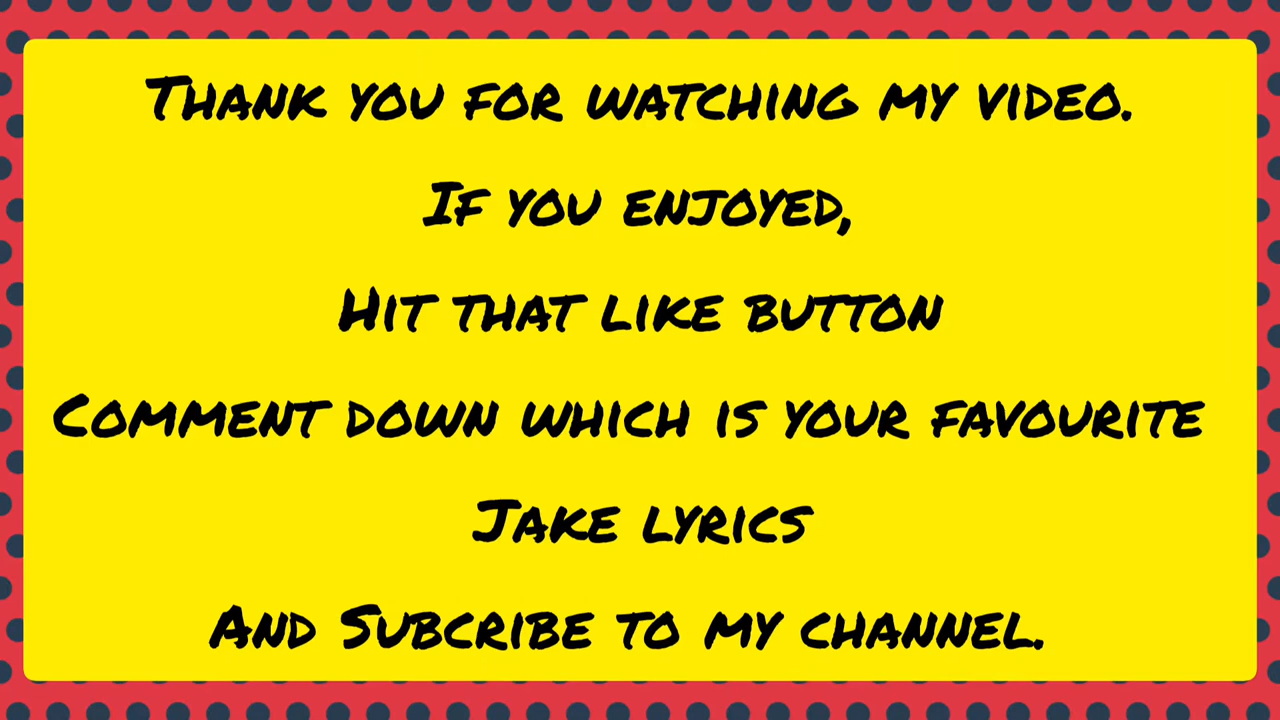 Thank you for watching my video.
If you enjoyed,
Hit that like button
Comment down which is your favourite
Jake lyrics
And Subcribe to my channel.